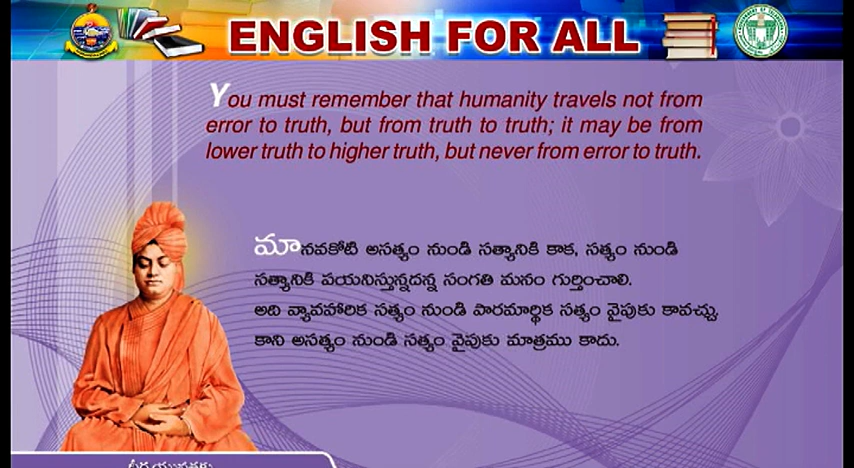 ENGLISH FOR ALL
You must remember that humanity travels not from
error to truth, but from truth to truth; it may be from
lower truth to higher truth, but never from error to truth.
మానవకోటి అసత్యం నుండి సత్యానికి కాక, సత్యం నుండి
సత్యానికి పయనిస్తున్నదన్న సంగతి మనం గుర్తించాలి.
అది వ్యావహారిక సత్యం నుండి పారమార్థిక సత్యం వైపుకు కావచ్చు.
కాని అసత్యం నుండి సత్యం వైపుకు మాత్రము కాదు.